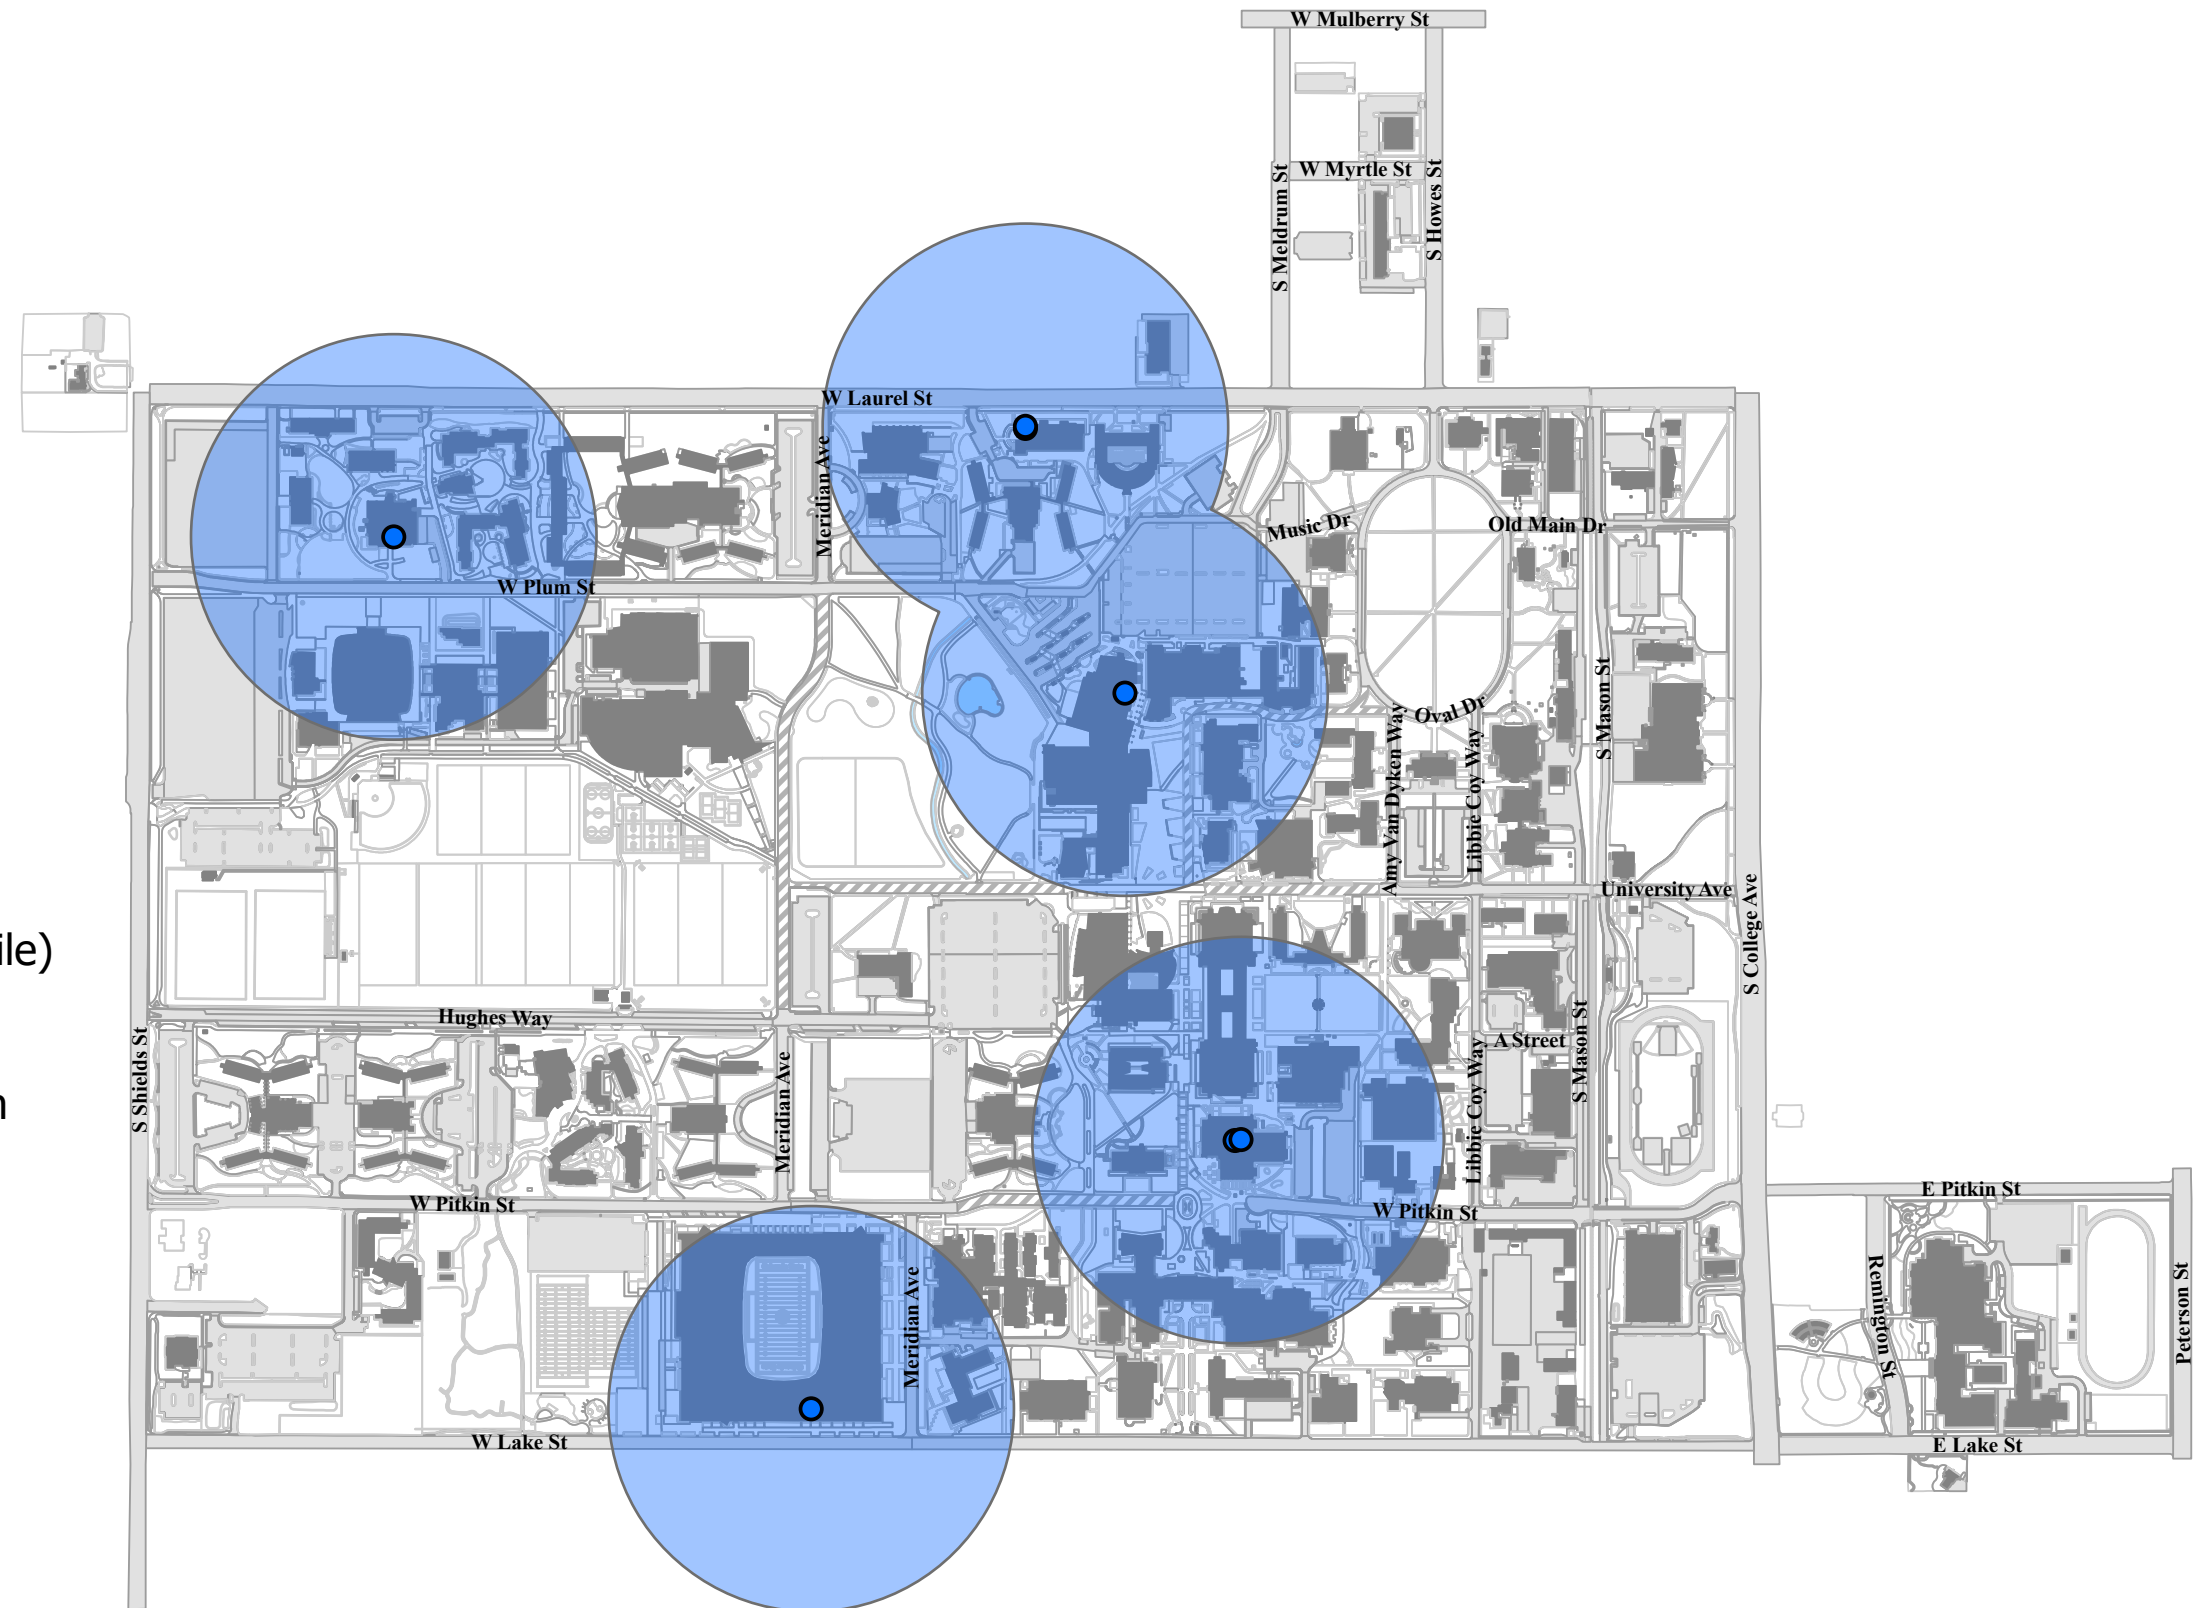 W Mulberry St
W Myrtle St
S Meldrum St
S Howes St
W Laurel St
Meridian Ave
Music Dr
Old Main Dr
W Plum St
S Mason St
Oval Dr
Amy Van Dyken Way
Libbie Coy Way
University Ave
S College Ave
ile)
Hughes Way
S Shields St
A Street
S Mason St
Meridian Ave
Libbie Coy Way
n
W Pitkin St
W Pitkin St
E Pitkin St
Meridian Ave
Remington St
Peterson St
W Lake St
E Lake St